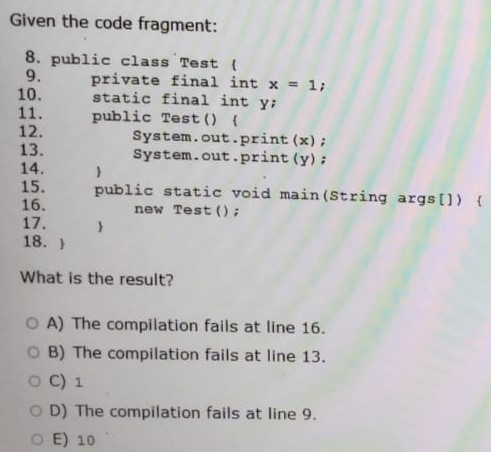 Given the code fragment:
8. public class Test {
9. private final int x = 1;
10. static final int y;
11. public Test() {
12. System.out.print(x);
13. System.out.print(y);
14. }
15. public static void main(String args[]) {
16. new Test();
17. }
18. }
What is the result?
A) The compilation fails at line 16.
B) The compilation fails at line 13.
C) 1
D) The compilation fails at line 9.
E) 10